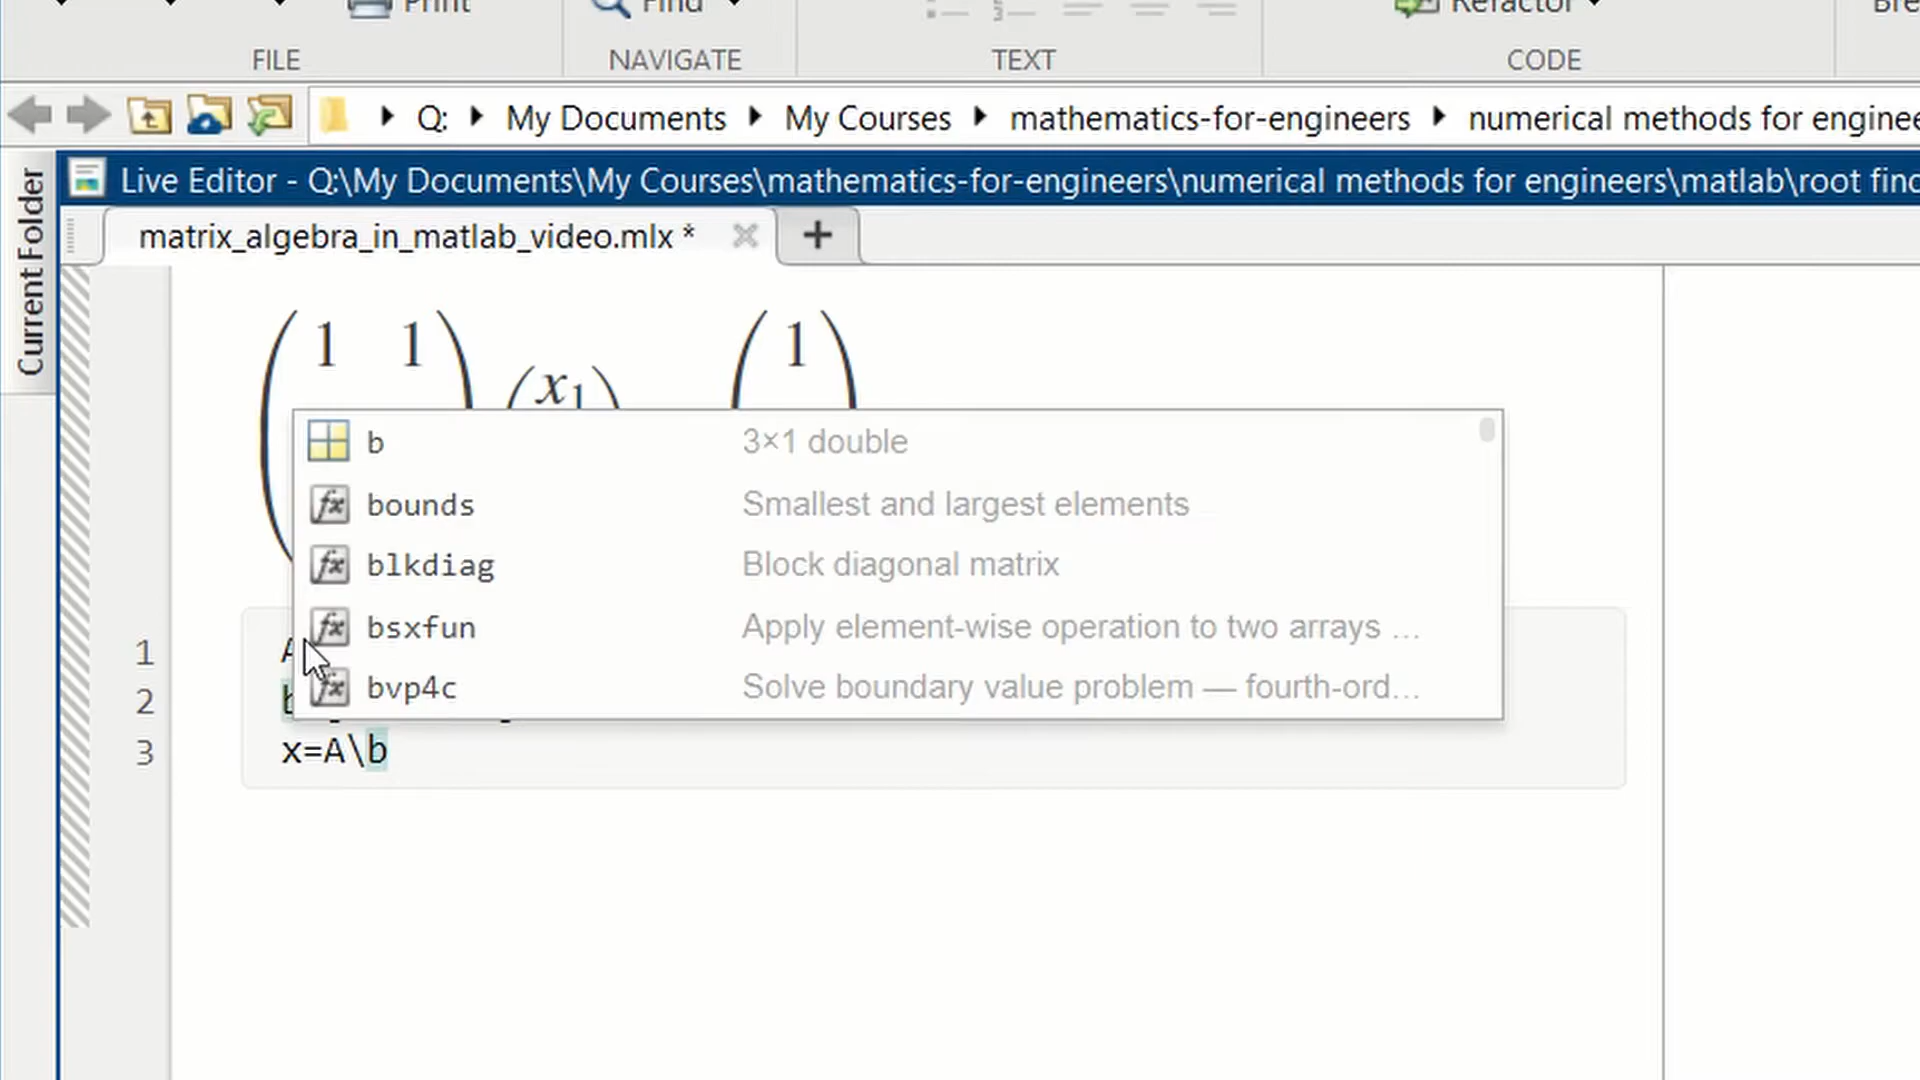 Print Find Refactor
FILE NAVIGATE TEXT CODE
Q: My Documents My Courses mathematics-for-engineers numerical methods for enginee
Current Folder
Live Editor - Q:\My Documents\My Courses\mathematics-for-engineers\numerical methods for engineers\matlab\root find
matrix_algebra_in_matlab_video.mlx * +
1 1 1
x1
b 3×1 double
bounds Smallest and largest elements
blkdiag Block diagonal matrix
bsxfun Apply element-wise operation to two arrays ...
bvp4c Solve boundary value problem — fourth-ord...
1 A
2 b
3 x=A\b